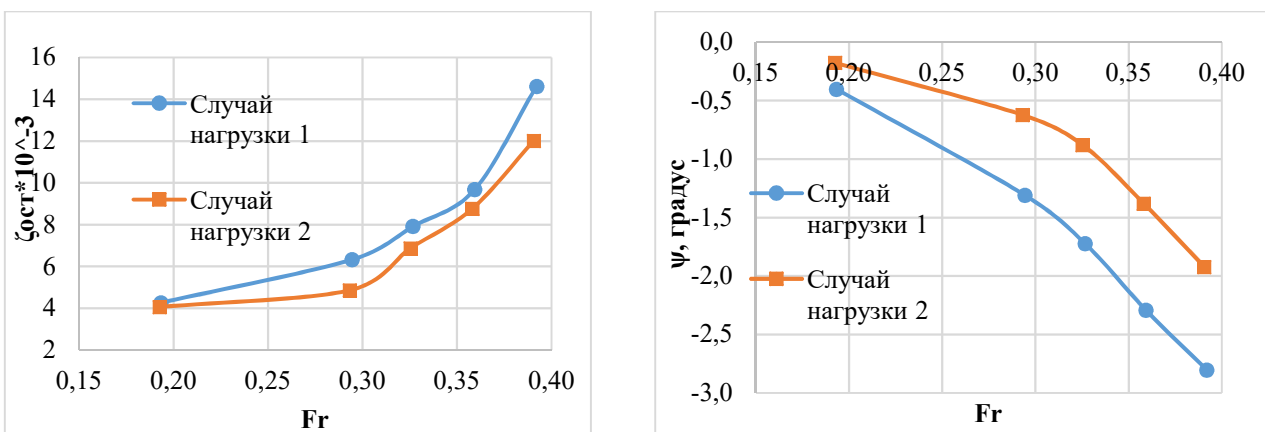 16
14
12
10
8
6
4
2
ζост*10^-3
Случай
нагрузки 1
Случай
нагрузки 2
0,15 0,20 0,25 0,30 0,35 0,40
Fr
0,0
-0,5
-1,0
-1,5
-2,0
-2,5
-3,0
ψ, градус
0,15 0,20 0,25 0,30 0,35 0,40
Случай
нагрузки 1
Случай
нагрузки 2
Fr